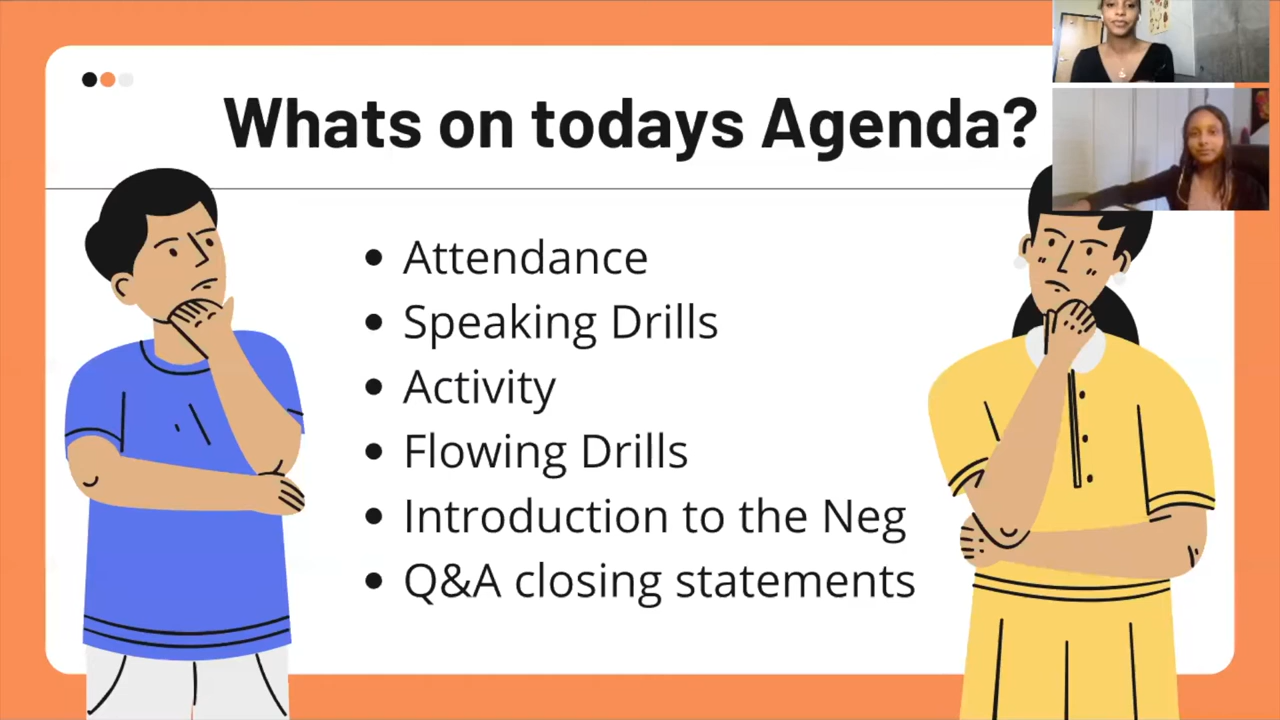 Whats on todays Agenda?
Attendance
Speaking Drills
Activity
Flowing Drills
Introduction to the Neg
Q&A closing statements